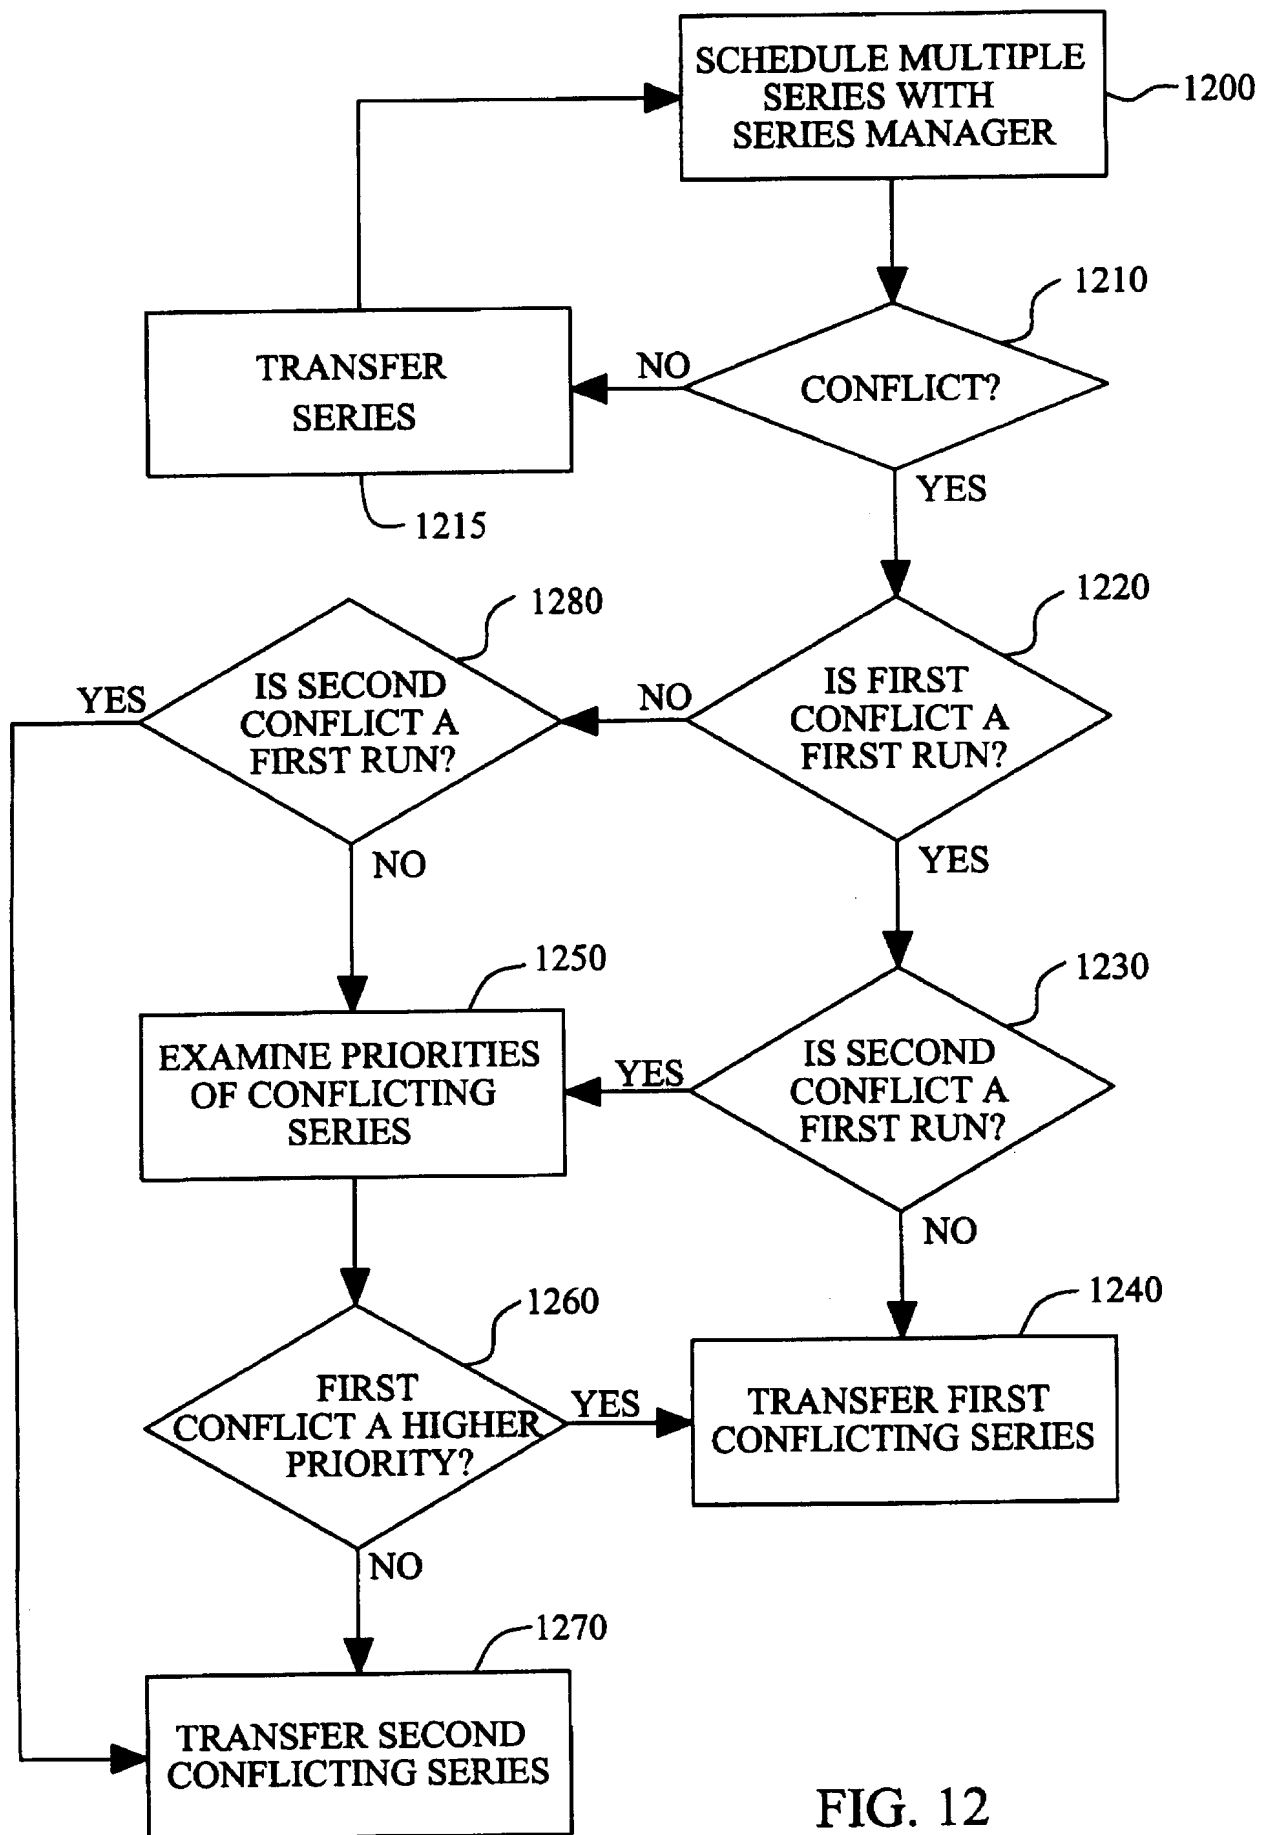 SCHEDULE MULTIPLE
SERIES WITH
SERIES MANAGER
1200
1210
CONFLICT?
NO
YES
TRANSFER
SERIES
1215
1220
IS FIRST
CONFLICT A
FIRST RUN?
NO
YES
1280
IS SECOND
CONFLICT A
FIRST RUN?
YES
NO
1230
IS SECOND
CONFLICT A
FIRST RUN?
YES
NO
1250
EXAMINE PRIORITIES
OF CONFLICTING
SERIES
1260
FIRST
CONFLICT A HIGHER
PRIORITY?
YES
NO
1240
TRANSFER FIRST
CONFLICTING SERIES
1270
TRANSFER SECOND
CONFLICTING SERIES
FIG. 12